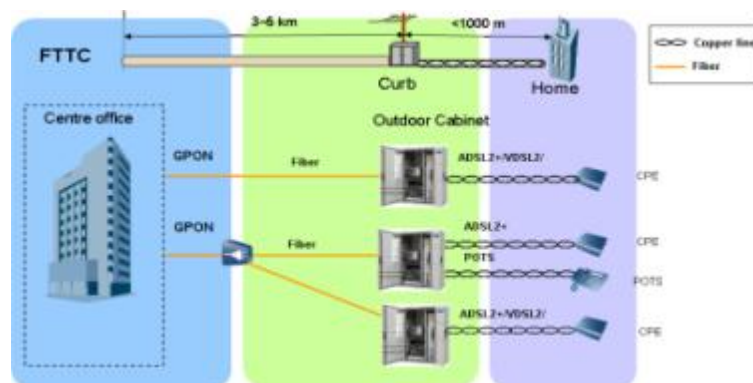 3~6 km
<1000 m
FTTC
Copper line
Fiber
Curb
Home
Centre office
Outdoor Cabinet
GPON
Fiber
ADSL2+/VDSL2/
CPE
GPON
Fiber
ADSL2+
CPE
POTS
POTS
ADSL2+/VDSL2/
CPE